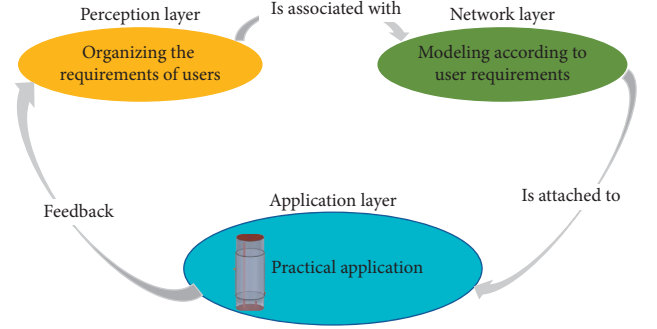 Perception layer
Is associated with
Network layer
Organizing the
requirements of users
Modeling according to
user requirements
Is attached to
Application layer
Practical application
Feedback